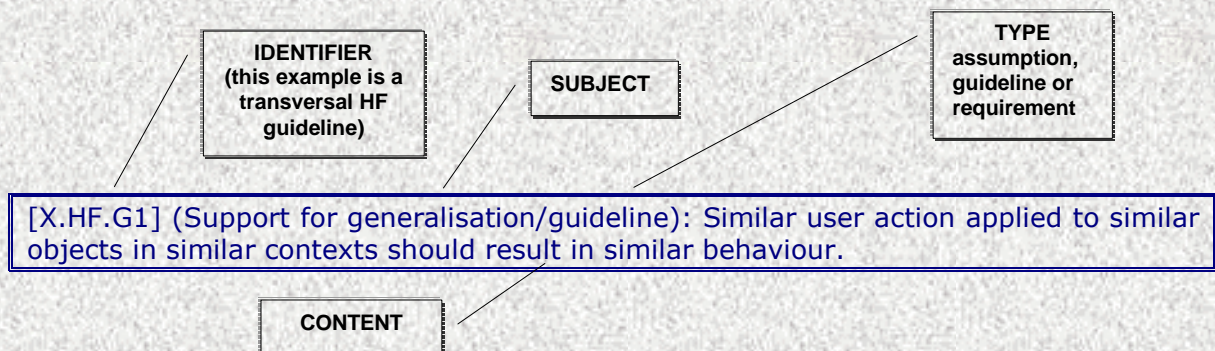 IDENTIFIER
(this example is a
transversal HF
guideline)
SUBJECT
TYPE
assumption,
guideline or
requirement
[X.HF.G1] (Support for generalisation/guideline): Similar user action applied to similar
objects in similar contexts should result in similar behaviour.
CONTENT